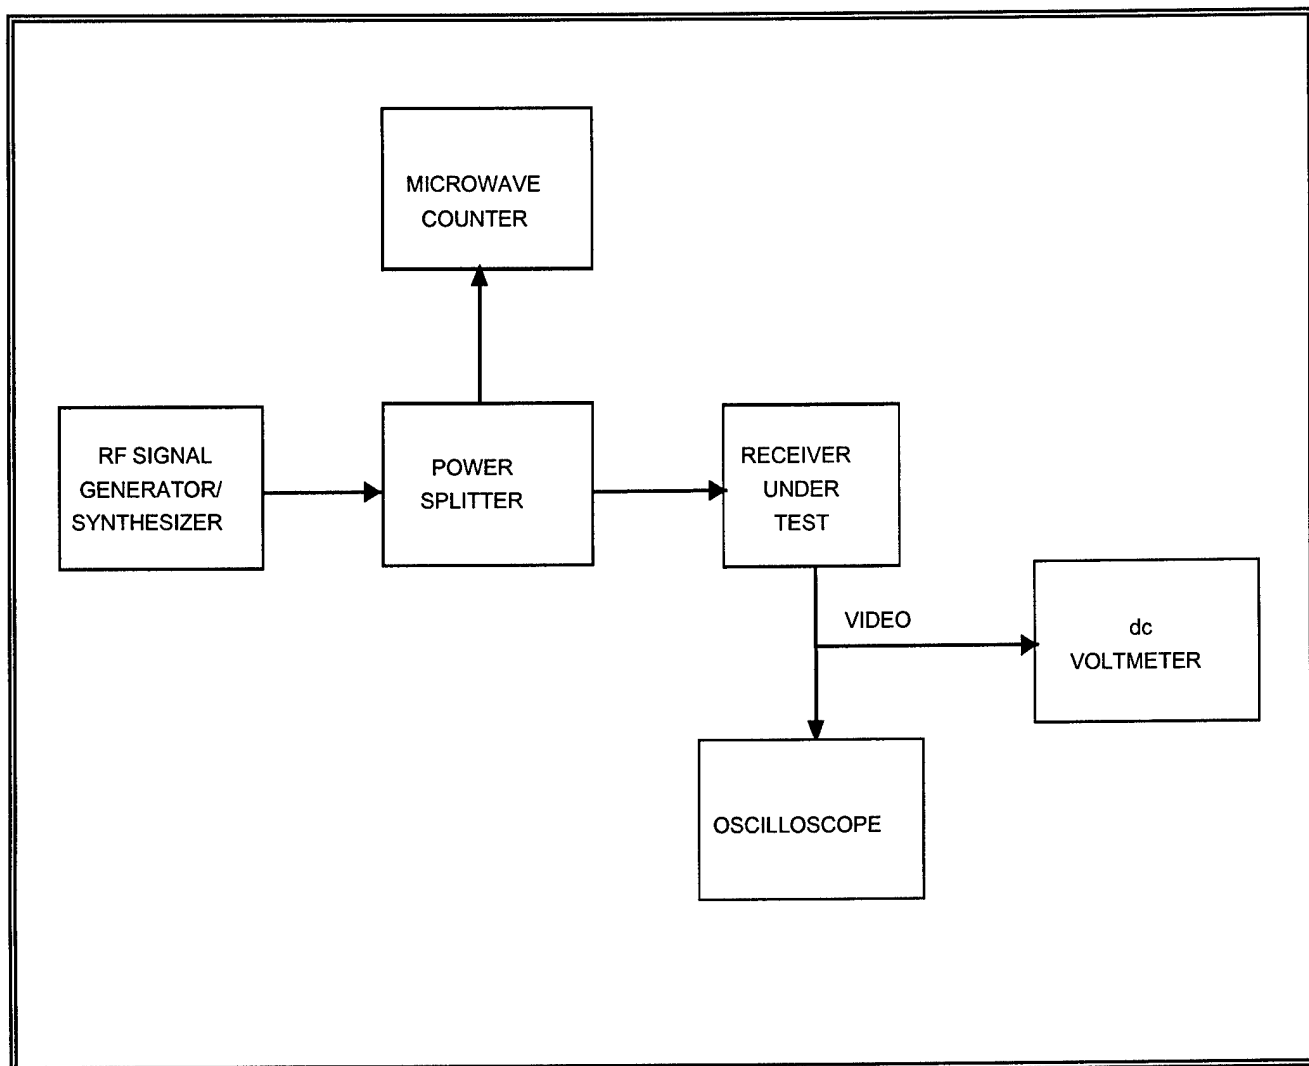 MICROWAVE
COUNTER
RF SIGNAL
GENERATOR/
SYNTHESIZER
POWER
SPLITTER
RECEIVER
UNDER
TEST
VIDEO
dc
VOLTMETER
OSCILLOSCOPE